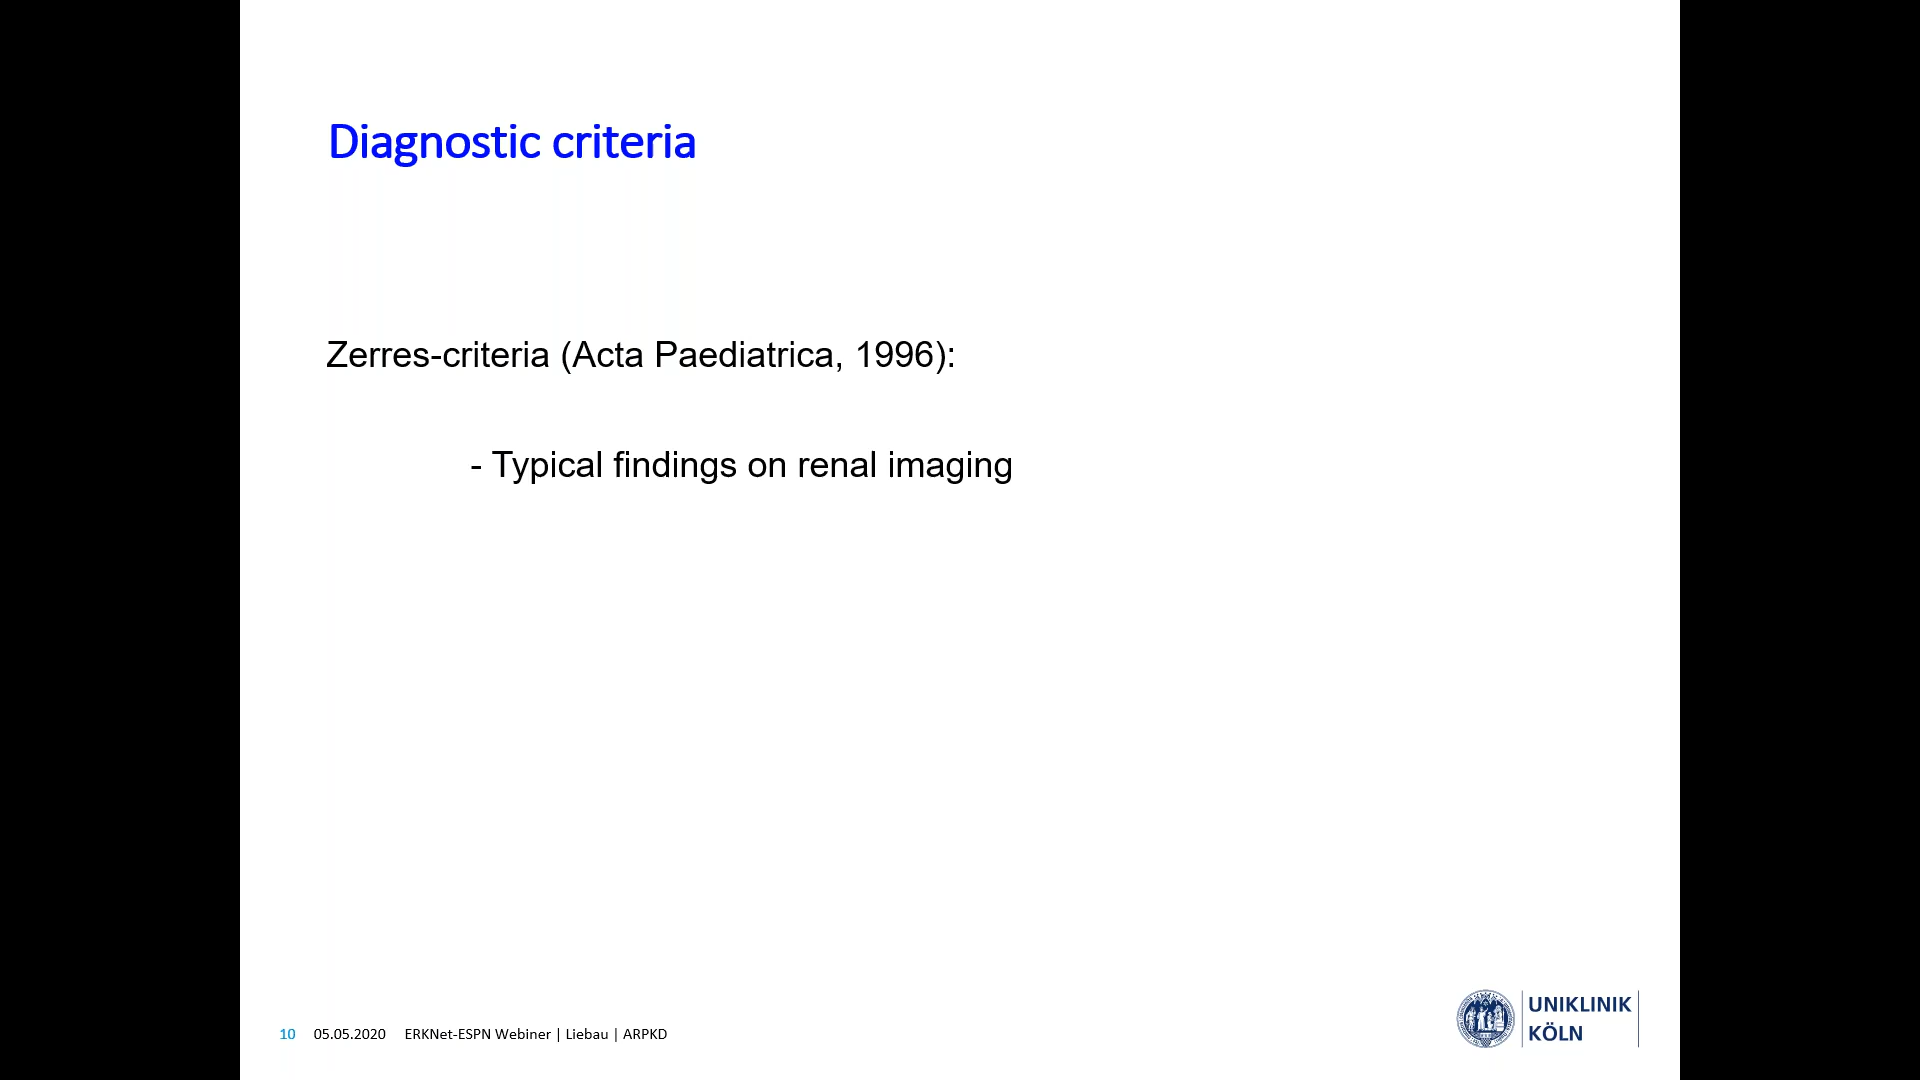 Diagnostic criteria
Zerres-criteria (Acta Paediatrica, 1996):
- Typical findings on renal imaging
10 05.05.2020 ERKNet-ESPN Webiner | Liebau | ARPKD
UNIKLINIK
KÖLN